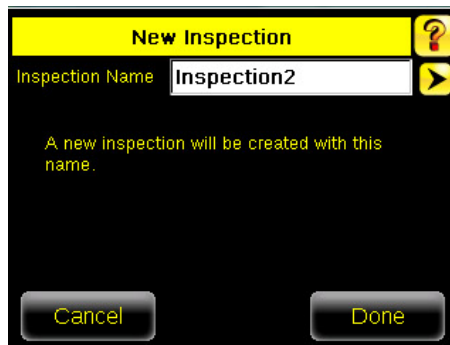 New Inspection
?
Inspection Name Inspection2
A new inspection will be created with this
name.
Cancel Done